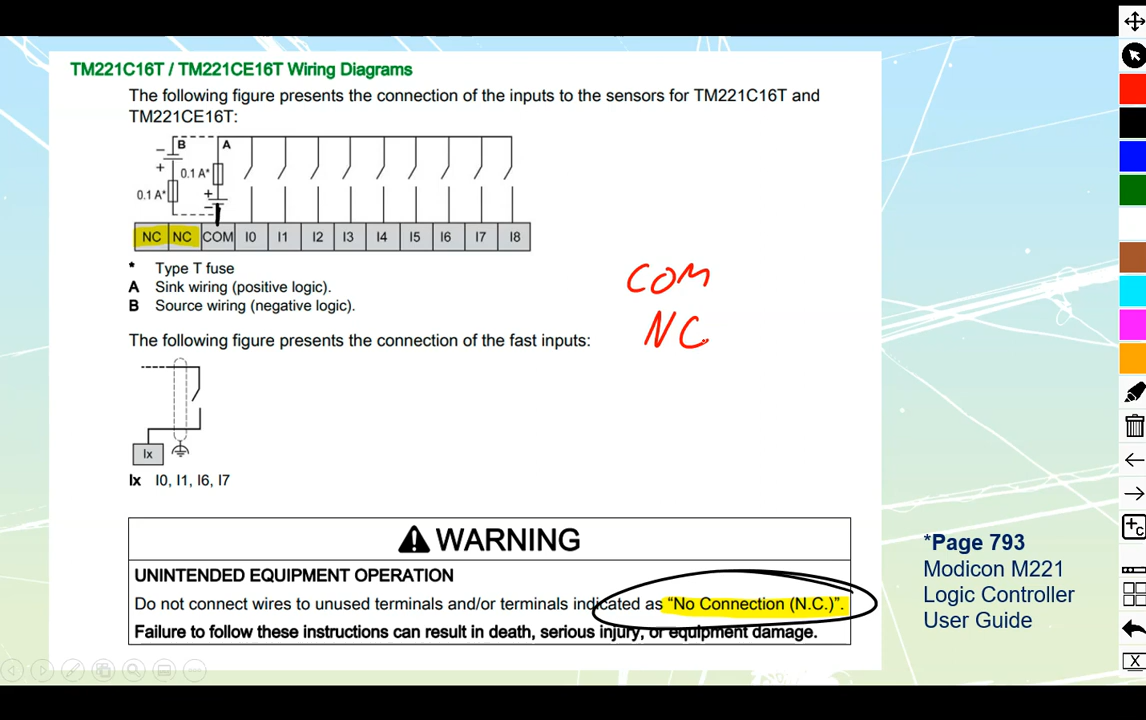 TM221C16T / TM221CE16T Wiring Diagrams
The following figure presents the connection of the inputs to the sensors for TM221C16T and
TM221CE16T:
B A
0.1 A*
0.1 A*
NC NC COM I0 I1 I2 I3 I4 I5 I6 I7 I8
* Type T fuse
A Sink wiring (positive logic).
B Source wiring (negative logic).
COM
NC
The following figure presents the connection of the fast inputs:
Ix
Ix I0, I1, I6, I7
WARNING
UNINTENDED EQUIPMENT OPERATION
Do not connect wires to unused terminals and/or terminals indicated as “No Connection (N.C.)”.
Failure to follow these instructions can result in death, serious injury, or equipment damage.
*Page 793
Modicon M221
Logic Controller
User Guide